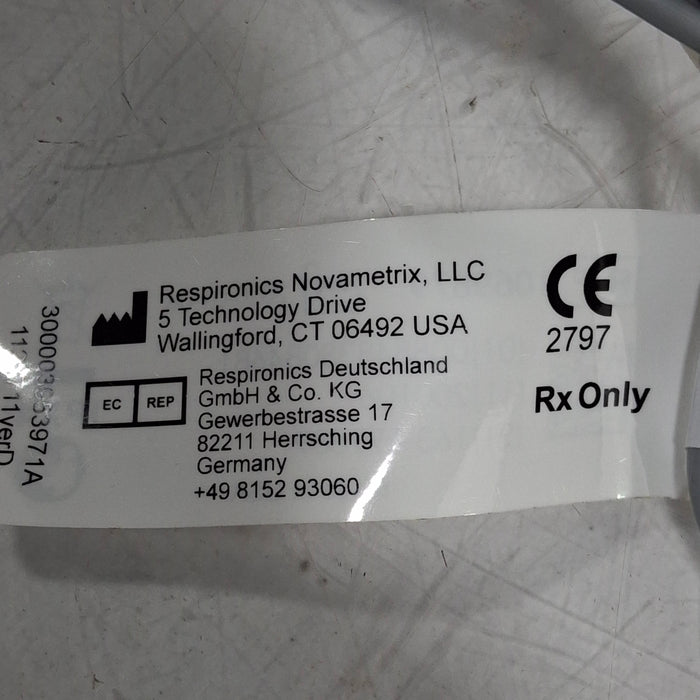 Respironics Novametrix, LLC
5 Technology Drive
Wallingford, CT 06492 USA
EC REP
Respironics Deutschland
GmbH & Co. KG
Gewerbestrasse 17
82211 Herrsching
Germany
+49 8152 93060
CE
2797
Rx Only